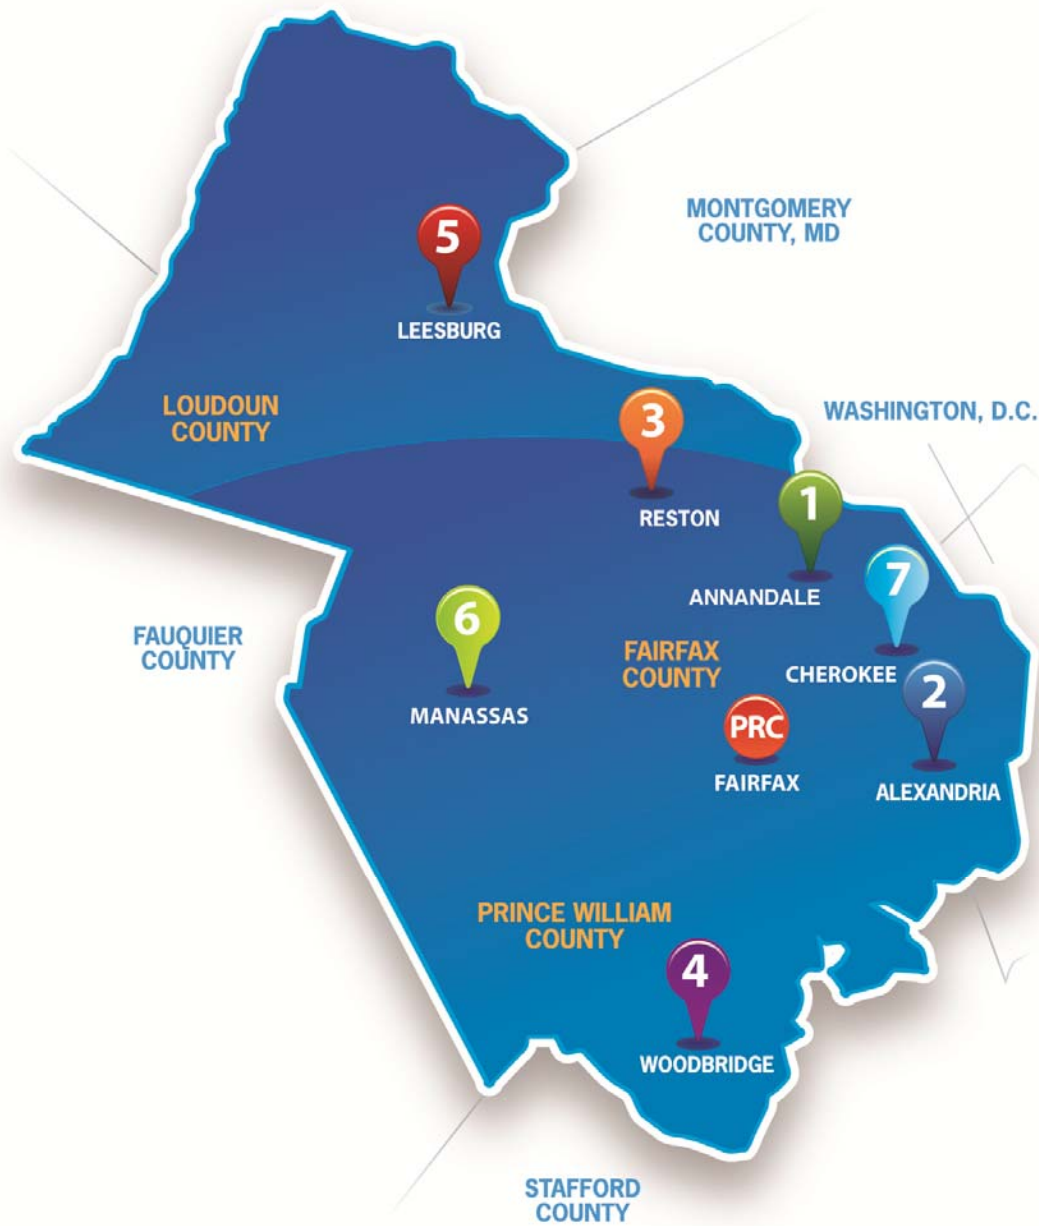 MONTGOMERY
COUNTY, MD
5
LEESBURG
LOUDOUN
COUNTY
3
WASHINGTON, D.C.
RESTON
1
ANNANDALE
7
FAUQUIER
COUNTY
6
MANASSAS
FAIRFAX
COUNTY
CHEROKEE
2
PRC
FAIRFAX
ALEXANDRIA
PRINCE WILLIAM
COUNTY
4
WOODBRIDGE
STAFFORD
COUNTY